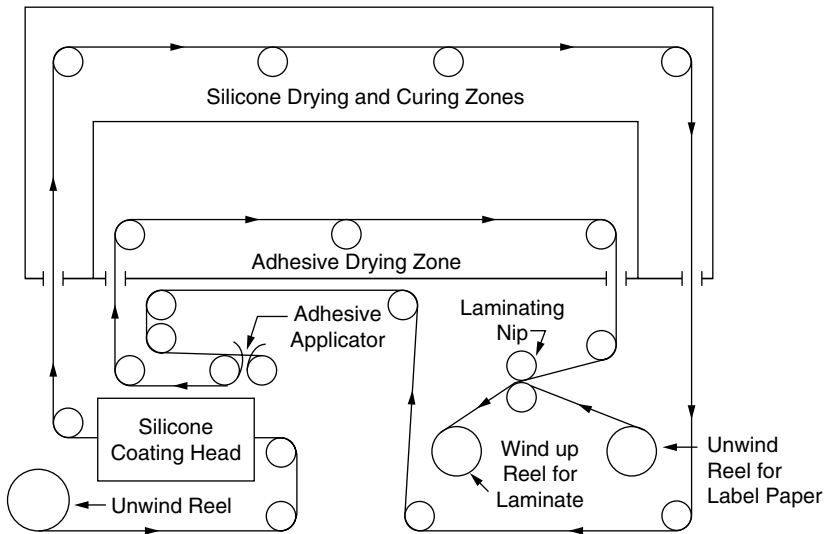 Silicone Drying and Curing Zones
Adhesive Drying Zone
Adhesive
Applicator
Laminating
Nip
Silicone
Coating Head
Unwind Reel
Wind up
Reel for
Laminate
Unwind
Reel for
Label Paper